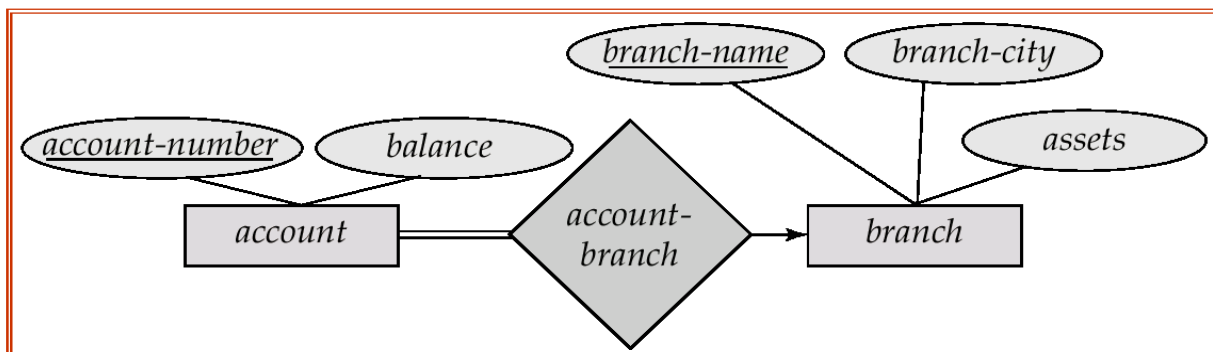 branch-name
branch-city
account-number
balance
assets
account
account-
branch
branch